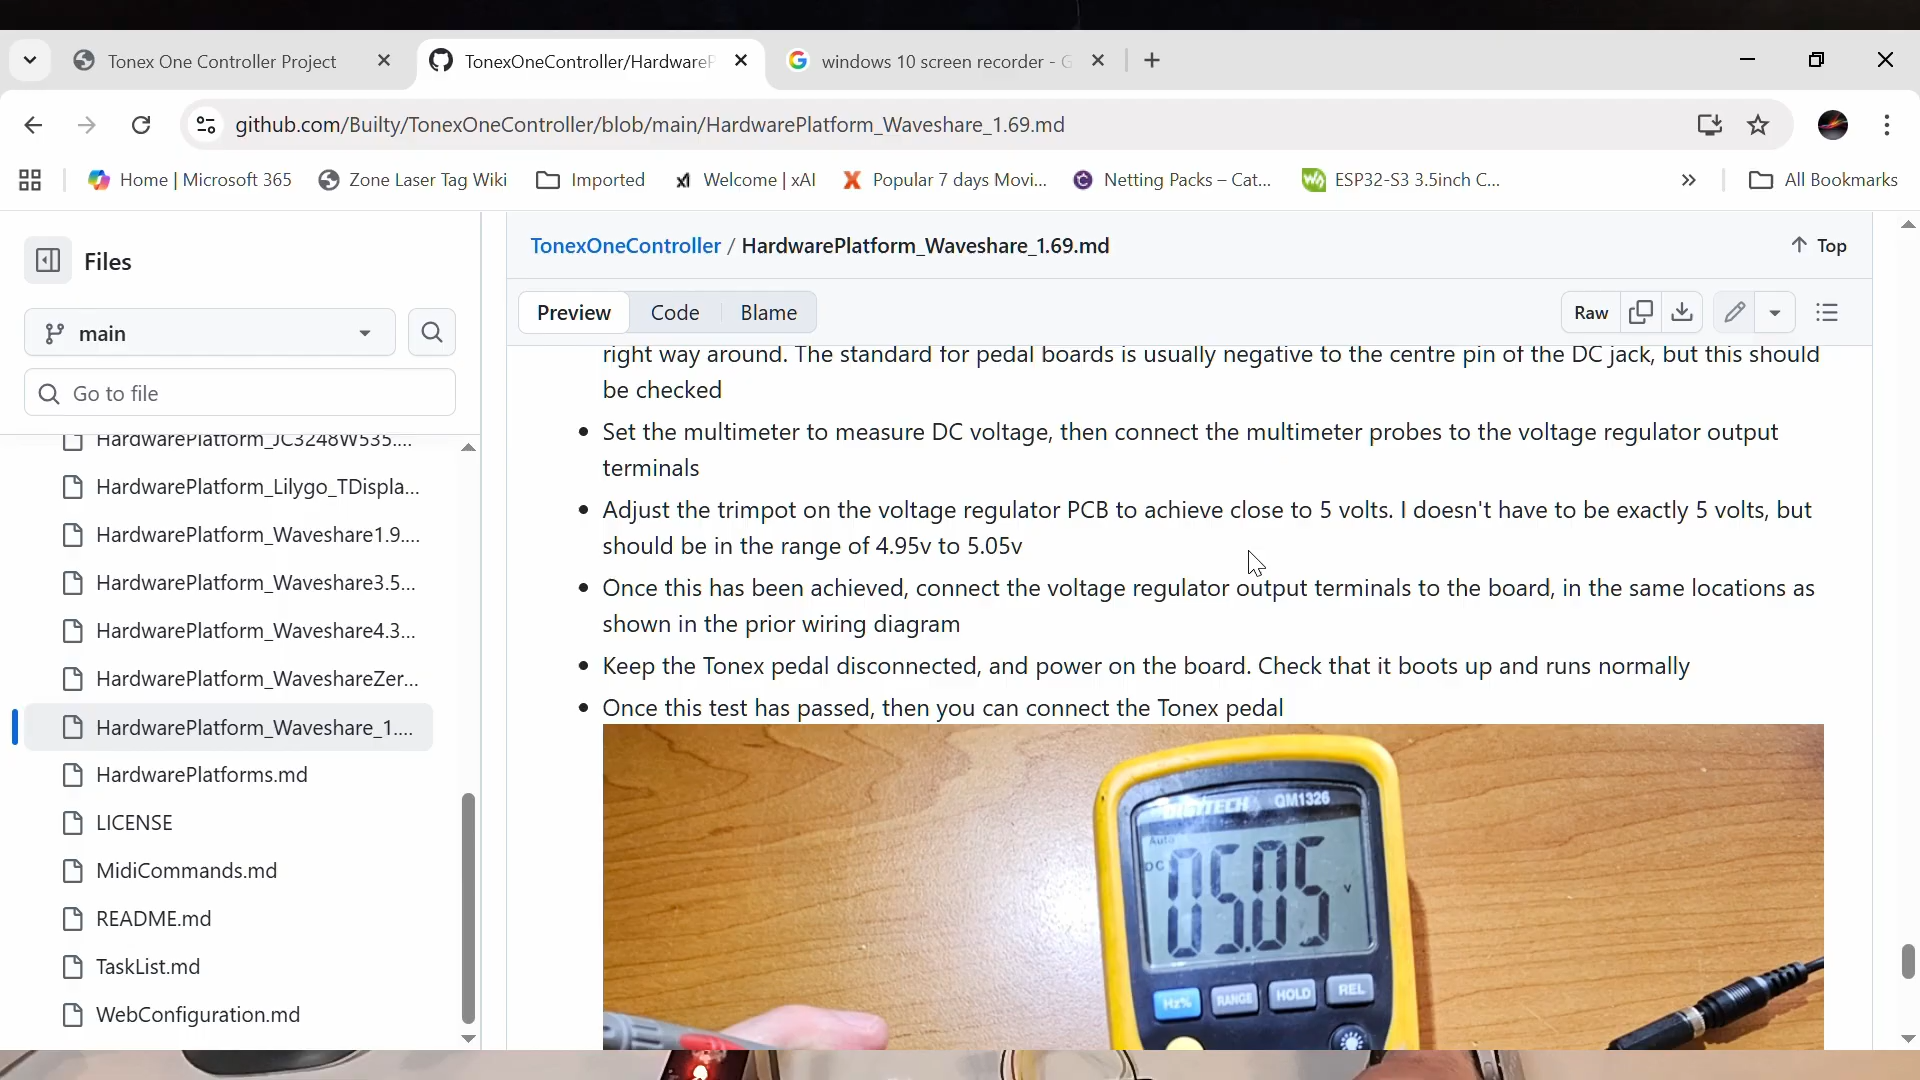 Tonex One Controller Project
TonexOneController/HardwareP
windows 10 screen recorder - G
github.com/Builty/TonexOneController/blob/main/HardwarePlatform_Waveshare_1.69.md
Home | Microsoft 365
Zone Laser Tag Wiki
Imported
Welcome | xAI
Popular 7 days Movi...
Netting Packs – Cat...
ESP32-S3 3.5inch C...
All Bookmarks
Files
main
Go to file
HardwarePlatform_JC3248W535....
HardwarePlatform_Lilygo_TDispla...
HardwarePlatform_Waveshare1.9....
HardwarePlatform_Waveshare3.5...
HardwarePlatform_Waveshare4.3...
HardwarePlatform_WaveshareZer...
HardwarePlatform_Waveshare_1....
HardwarePlatforms.md
LICENSE
MidiCommands.md
README.md
TaskList.md
WebConfiguration.md
TonexOneController / HardwarePlatform_Waveshare_1.69.md
Top
Preview
Code
Blame
Raw
right way around. The standard for pedal boards is usually negative to the centre pin of the DC jack, but this should
be checked
• Set the multimeter to measure DC voltage, then connect the multimeter probes to the voltage regulator output
terminals
• Adjust the trimpot on the voltage regulator PCB to achieve close to 5 volts. I doesn't have to be exactly 5 volts, but
should be in the range of 4.95v to 5.05v
• Once this has been achieved, connect the voltage regulator output terminals to the board, in the same locations as
shown in the prior wiring diagram
• Keep the Tonex pedal disconnected, and power on the board. Check that it boots up and runs normally
• Once this test has passed, then you can connect the Tonex pedal
DIGITECH QM1326
Auto
DC
05.05
V
Hz%
RANGE
HOLD
REL